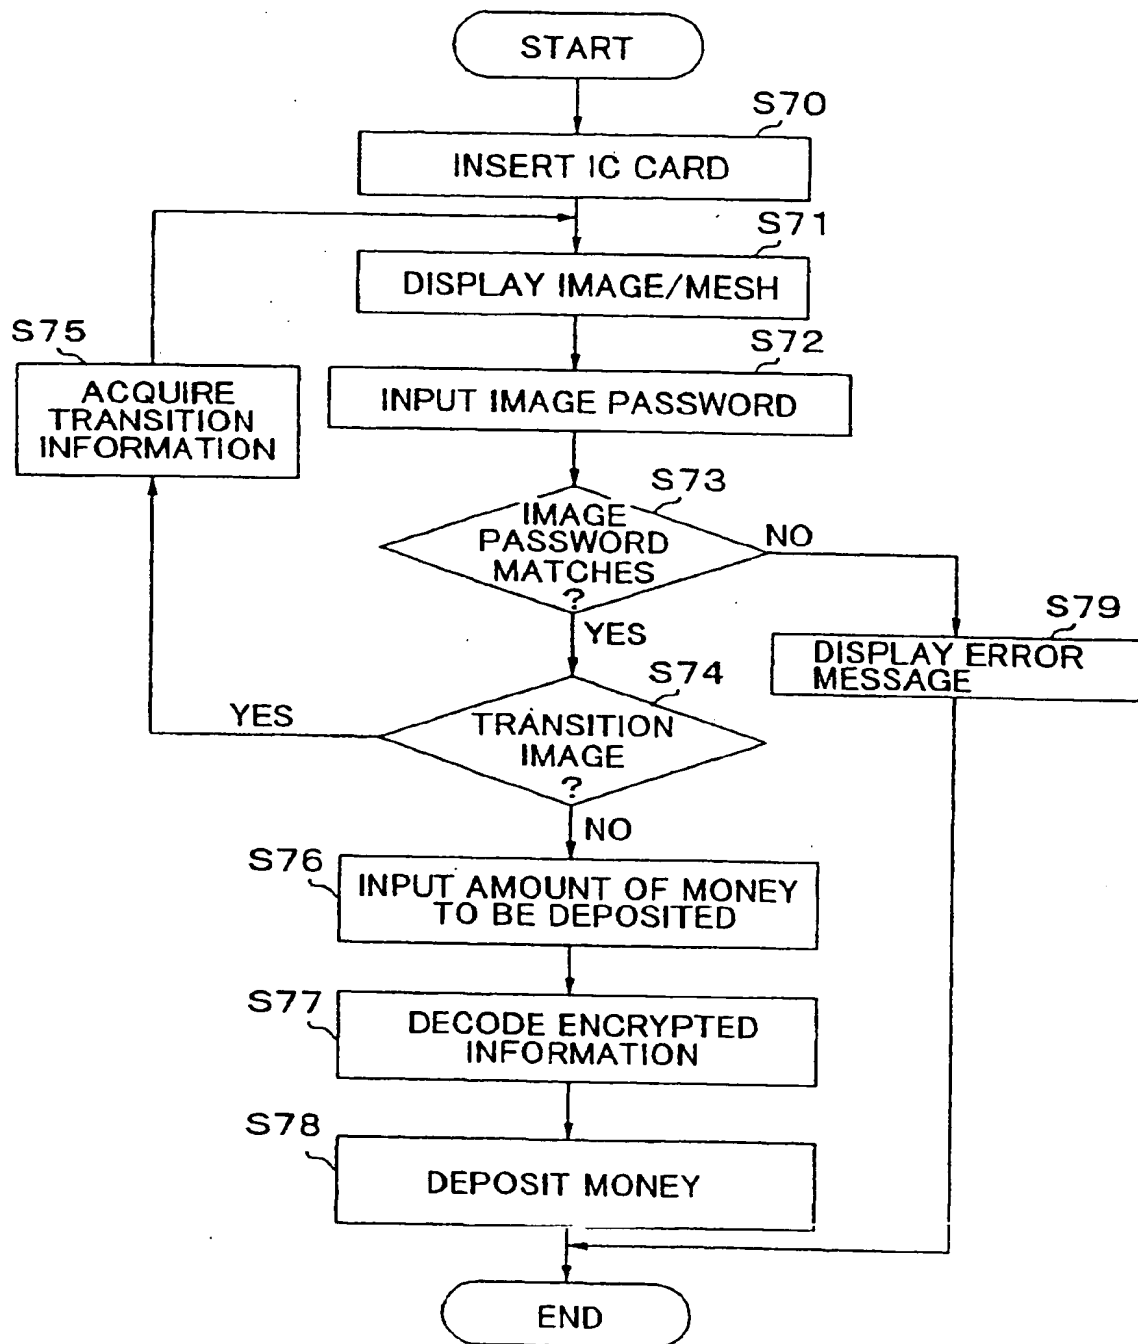 START
S70
INSERT IC CARD
S71
DISPLAY IMAGE/MESH
S75
ACQUIRE
TRANSITION
INFORMATION
S72
INPUT IMAGE PASSWORD
S73
IMAGE
PASSWORD
MATCHES
?
NO
YES
S79
DISPLAY ERROR
MESSAGE
S74
TRANSITION
IMAGE
?
YES
NO
S76
INPUT AMOUNT OF MONEY
TO BE DEPOSITED
S77
DECODE ENCRYPTED
INFORMATION
S78
DEPOSIT MONEY
END